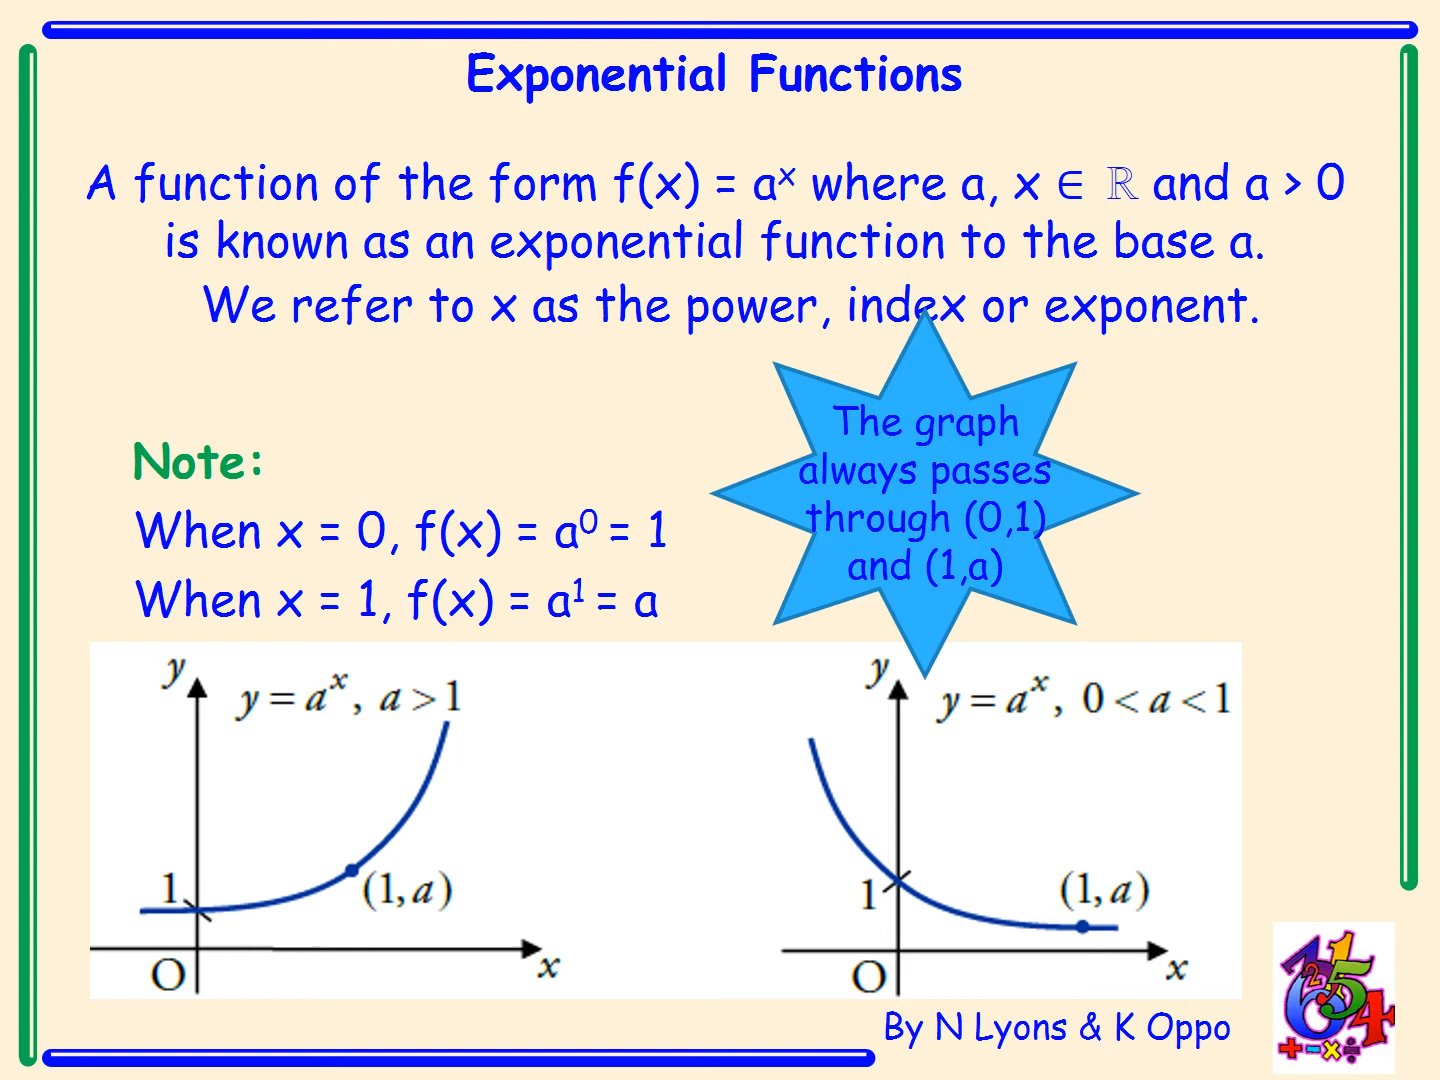 Exponential Functions
A function of the form f(x) = aˣ where a, x ∈ ℝ and a > 0
is known as an exponential function to the base a.
We refer to x as the power, index or exponent.
The graph
always passes
through (0,1)
and (1,a)
Note:
When x = 0, f(x) = a⁰ = 1
When x = 1, f(x) = a¹ = a
y
y = aˣ, a > 1
1
(1, a)
O
x
y
y = aˣ, 0 < a < 1
1
(1, a)
O
x
By N Lyons & K Oppo